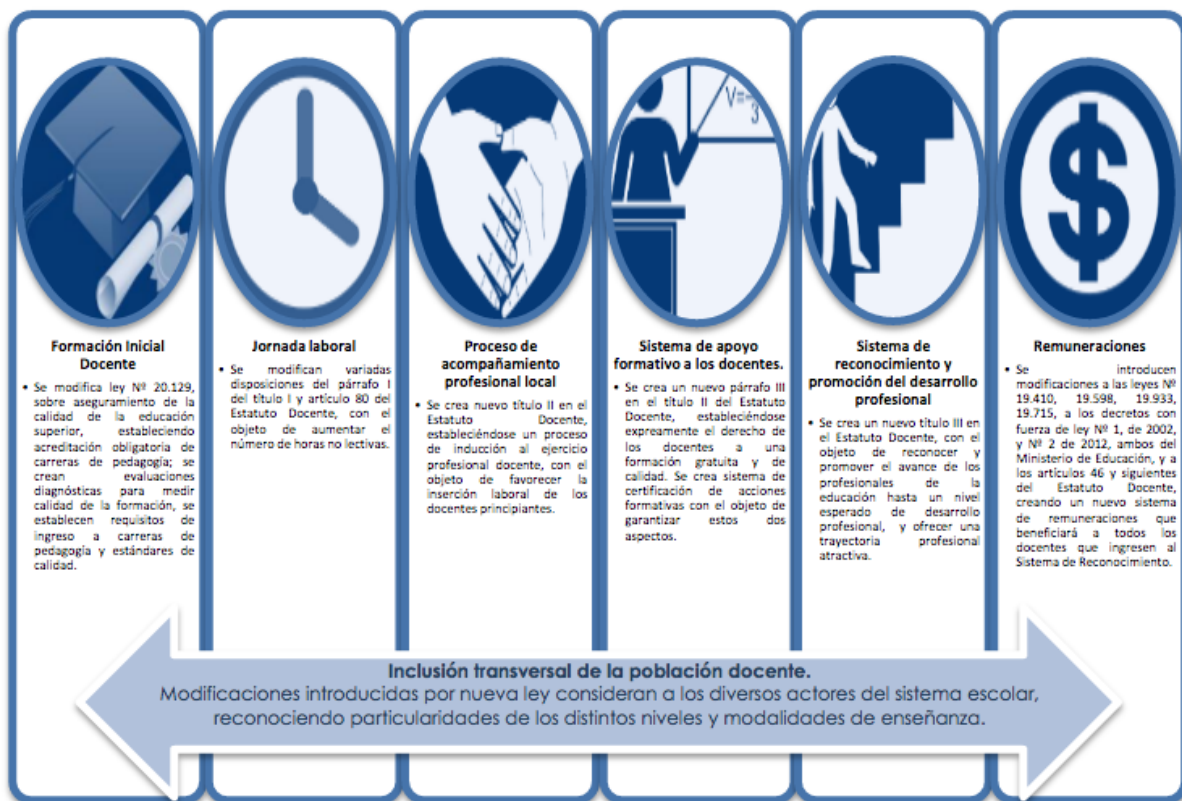 V=
3
Formación Inicial
Docente
• Se modifica ley Nº 20.129,
sobre aseguramiento de la
calidad de la educación
superior, estableciendo
acreditación obligatoria de
carreras de pedagogía; se
crean evaluaciones
diagnósticas para medir
calidad de la formación, se
establecen requisitos de
ingreso a carreras de
pedagogía y estándares de
calidad.
Jornada laboral
• Se modifican variadas
disposiciones del párrafo I
del título I y artículo 80 del
Estatuto Docente, con el
objeto de aumentar el
número de horas no lectivas.
Proceso de
acompañamiento
profesional local
• Se crea nuevo título II en el
Estatuto Docente,
estableciéndose un proceso
de inducción al ejercicio
profesional docente, con el
objeto de favorecer la
inserción laboral de los
docentes principiantes.
Sistema de apoyo
formativo a los docentes.
• Se crea un nuevo párrafo III
en el título II del Estatuto
Docente, estableciéndose
expreamente el derecho de
los docentes a una
formación gratuita y de
calidad. Se crea sistema de
certificación de acciones
formativas con el objeto de
garantizar estos dos
aspectos.
Sistema de
reconocimiento y
promoción del desarrollo
profesional
• Se crea un nuevo título III en
el Estatuto Docente, con el
objeto de reconocer y
promover el avance de los
profesionales de la
educación hasta un nivel
esperado de desarrollo
profesional, y ofrecer una
trayectoria profesional
atractiva.
Remuneraciones
• Se introducen
modificaciones a las leyes Nº
19.410, 19.598, 19.933,
19.715, a los decretos con
fuerza de ley Nº 1, de 2002,
y Nº 2 de 2012, ambos del
Ministerio de Educación, y a
los artículos 46 y siguientes
del Estatuto Docente,
creando un nuevo sistema
de remuneraciones que
beneficiará a todos los
docentes que ingresen al
Sistema de Reconocimiento.
Inclusión transversal de la población docente.
Modificaciones introducidas por nueva ley consideran a los diversos actores del sistema escolar,
reconociendo particularidades de los distintos niveles y modalidades de enseñanza.